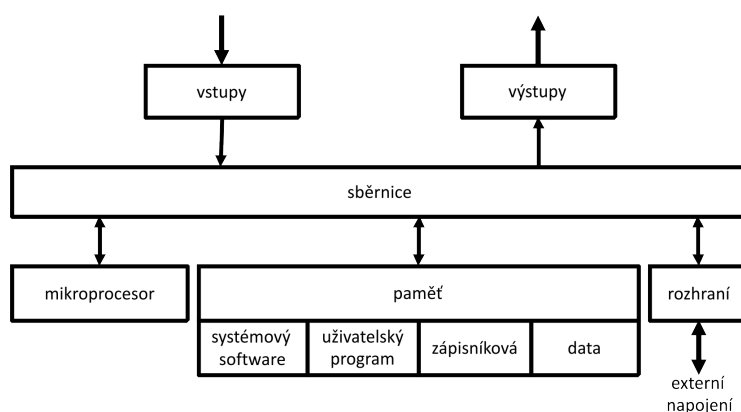 vstupy
výstupy
sběrnice
mikroprocesor
paměť
rozhraní
systémový
software
uživatelský
program
zápisníková
data
externí
napojení